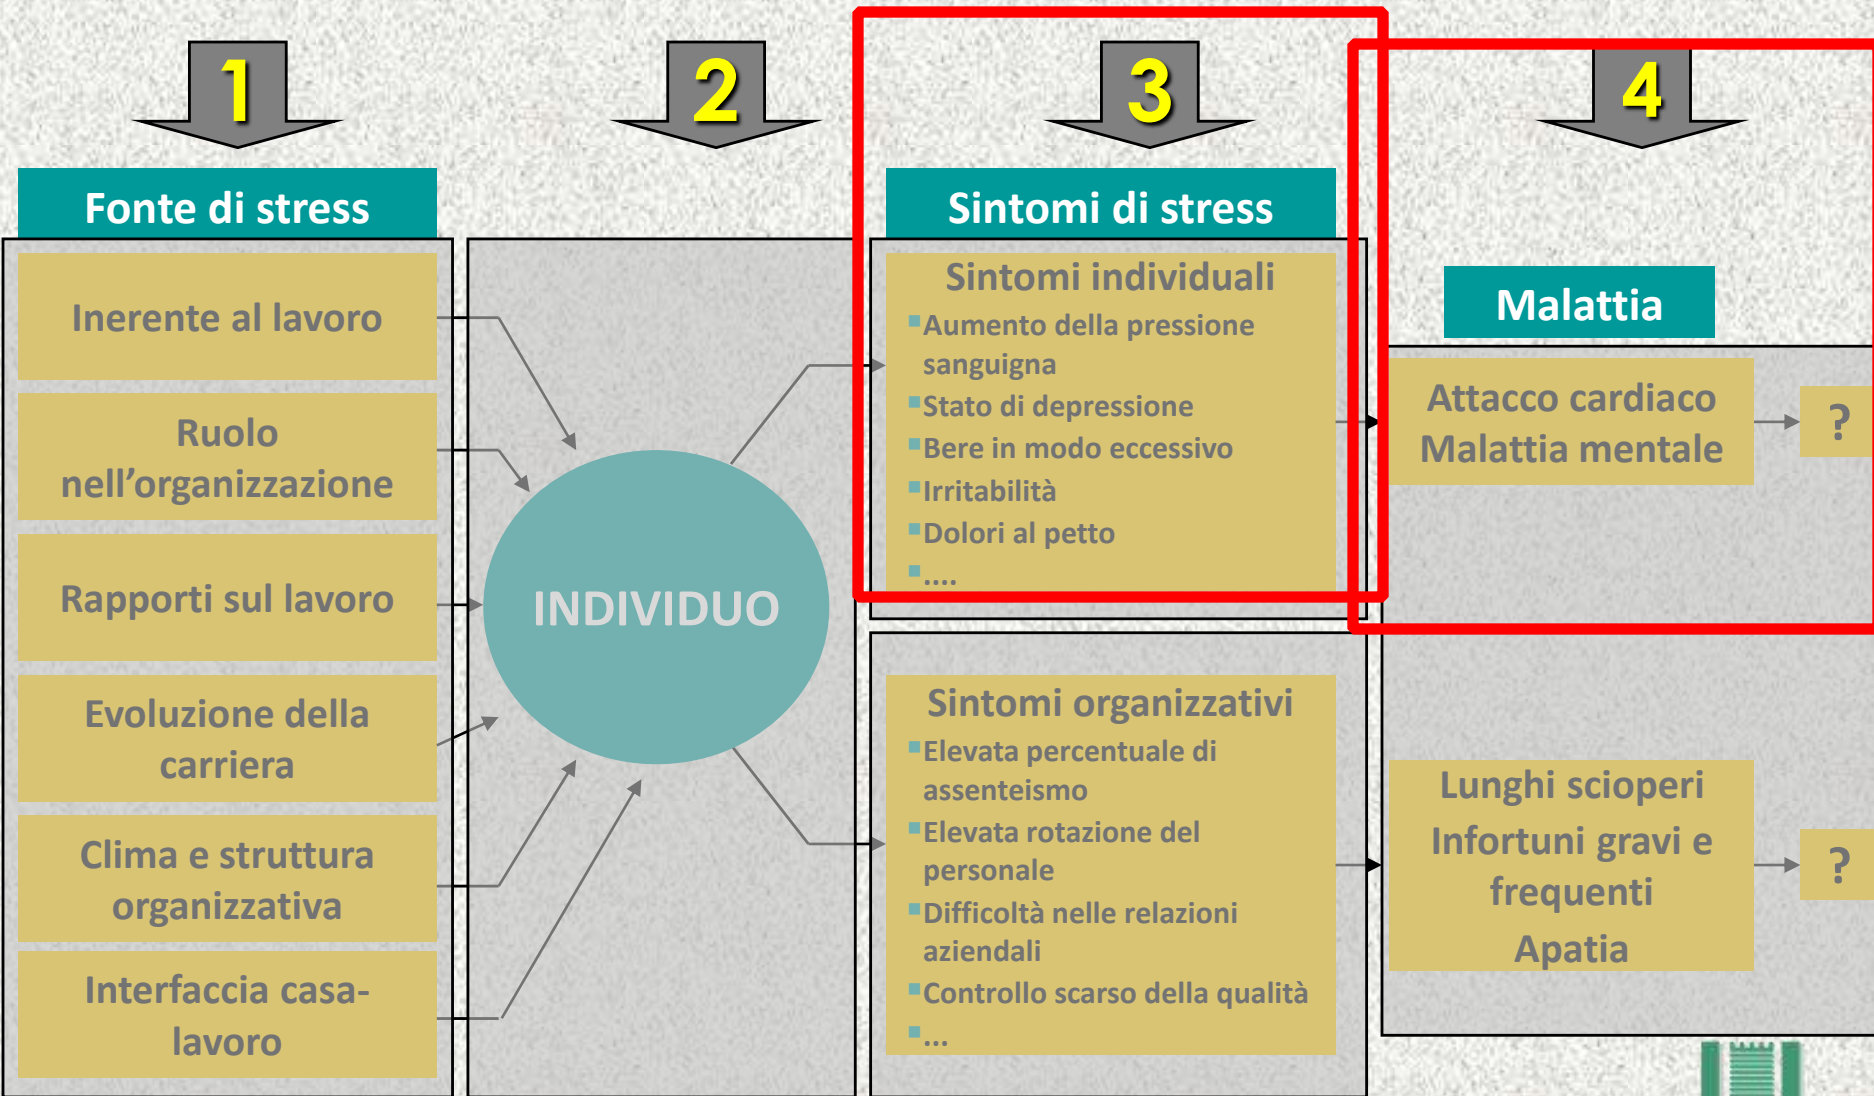 1
2
3
4
Fonte di stress
Inerente al lavoro
Ruolo
nell’organizzazione
Rapporti sul lavoro
Evoluzione della
carriera
Clima e struttura
organizzativa
Interfaccia casa-
lavoro
INDIVIDUO
Sintomi di stress
Sintomi individuali
▪Aumento della pressione
sanguigna
▪Stato di depressione
▪Bere in modo eccessivo
▪Irritabilità
▪Dolori al petto
▪....
Sintomi organizzativi
▪Elevata percentuale di
assenteismo
▪Elevata rotazione del
personale
▪Difficoltà nelle relazioni
aziendali
▪Controllo scarso della qualità
▪...
Malattia
Attacco cardiaco
Malattia mentale
?
Lunghi scioperi
Infortuni gravi e
frequenti
Apatia
?